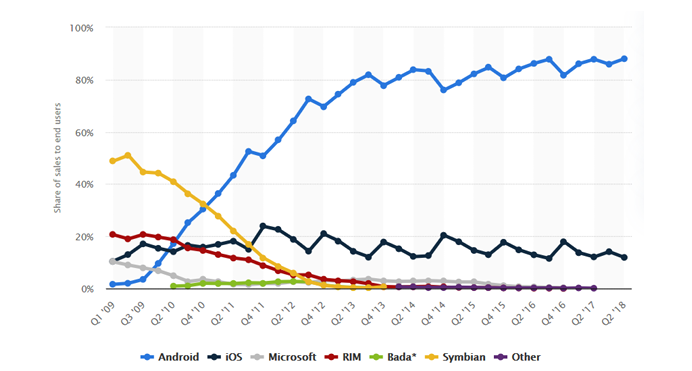 100%
80%
60%
40%
20%
0%
Share of sales to end users
Q1 '09
Q3 '09
Q2 '10
Q4 '10
Q2 '11
Q4 '11
Q2 '12
Q4 '12
Q2 '13
Q4 '13
Q2 '14
Q4 '14
Q2 '15
Q4 '15
Q2 '16
Q4 '16
Q2 '17
Q2 '18
Android iOS Microsoft RIM Bada* Symbian Other